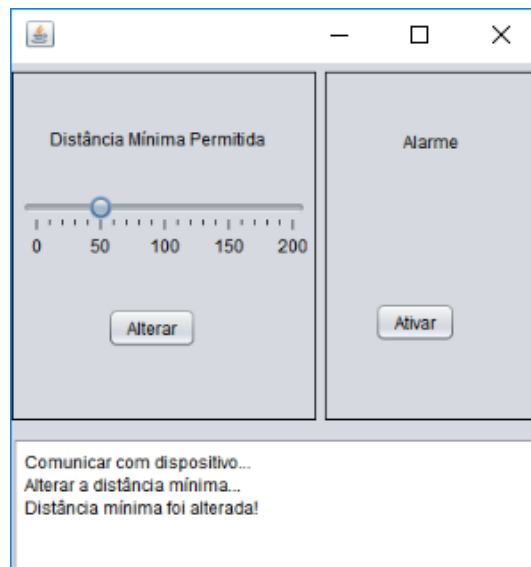 Distância Mínima Permitida
0 50 100 150 200
Alterar
Alarme
Ativar
Comunicar com dispositivo...
Alterar a distância mínima...
Distância mínima foi alterada!